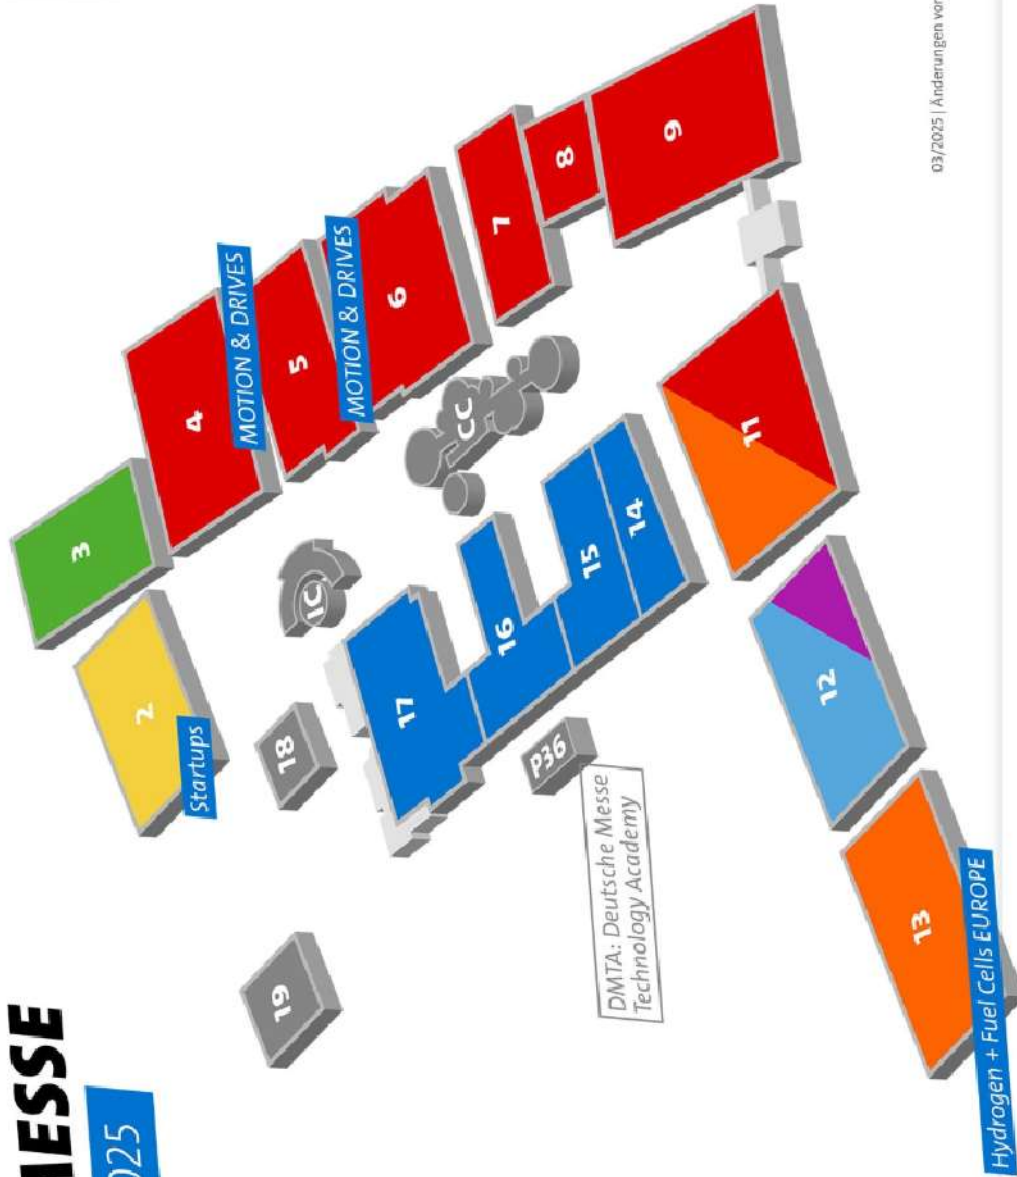 ESSE
025
3
2
Startups
4
MOTION & DRIVES
19
18
5
IC
MOTION & DRIVES
6
17
CC
7
16
P36
8
15
DMTA: Deutsche Messe
Technology Academy
14
9
11
12
13
03/2025 | Änderungen vor
Hydrogen + Fuel Cells EUROPE